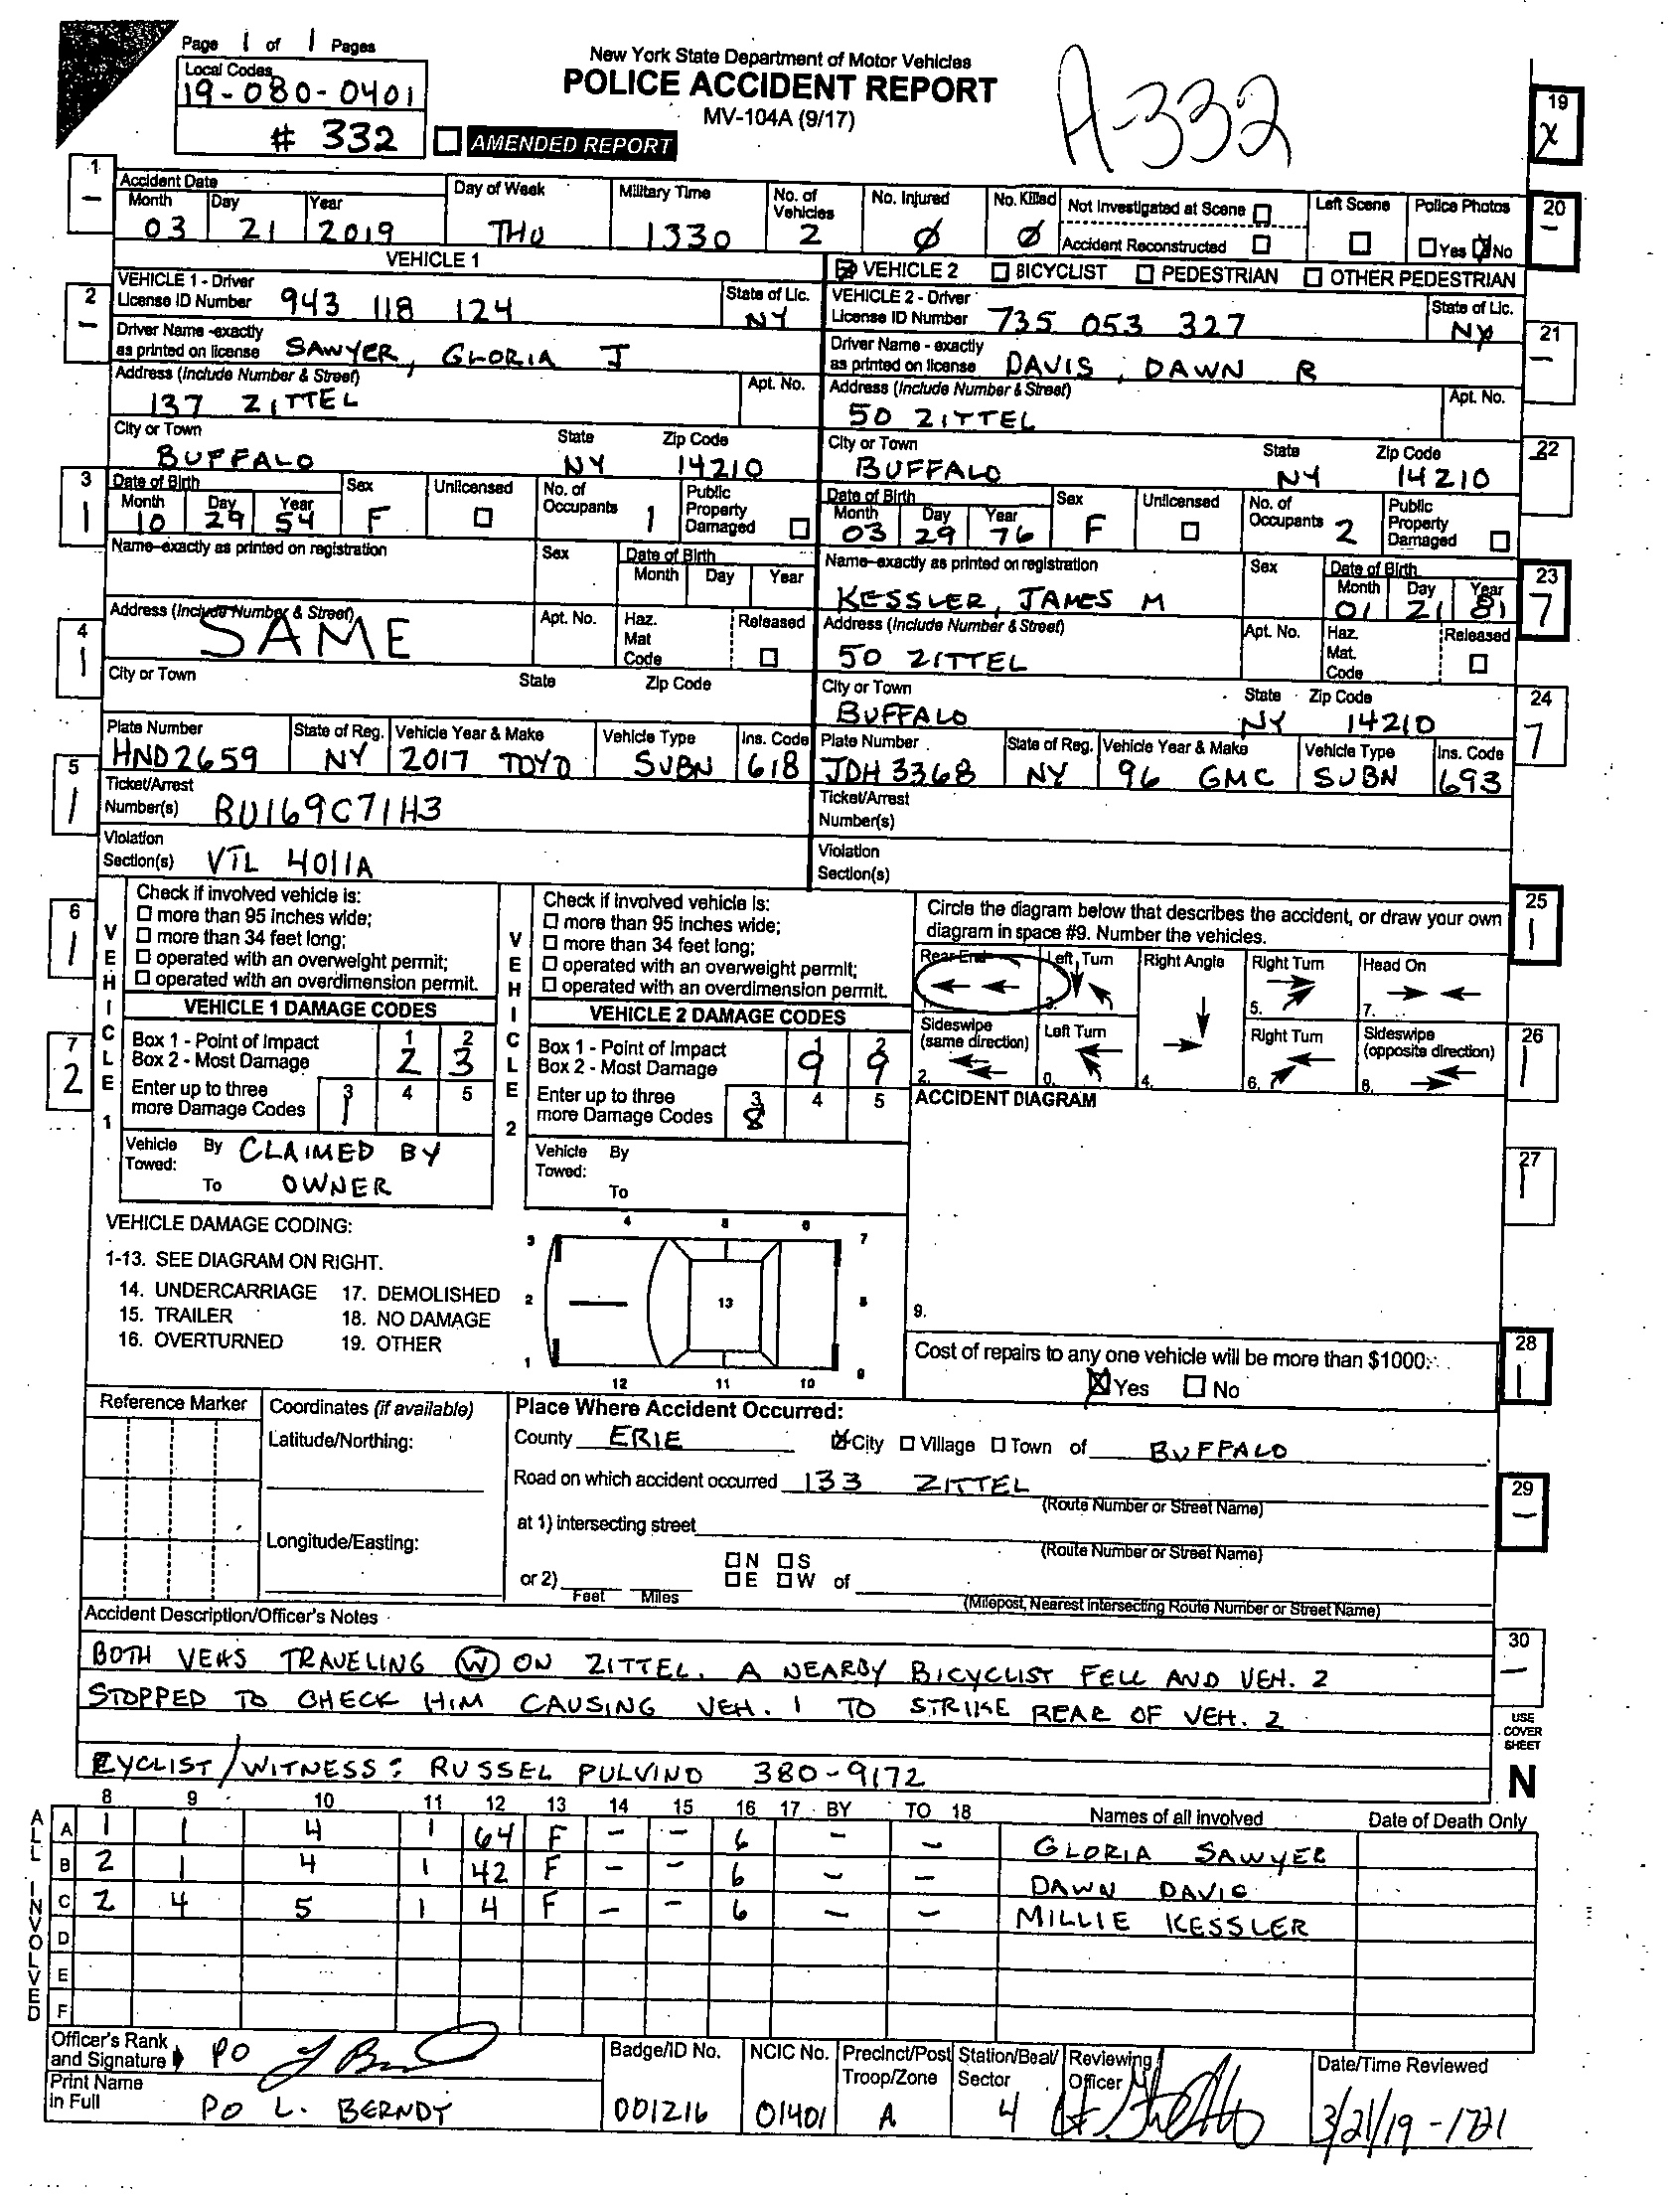 Page 1 of 1 Pages
Local Codes
19-080-0401
# 332
New York State Department of Motor Vehicles
POLICE ACCIDENT REPORT
MV-104A (9/17)
AMENDED REPORT
A-332
19
X
1
-
Accident Date
Month Day Year
03 21 2019
Day of Week
THU
Military Time
1330
No. of Vehicles
2
No. Injured
Ø
No. Killed
Ø
Not Investigated at Scene
Accident Reconstructed
Left Scene
Police Photos
Yes No
20
-
VEHICLE 1
VEHICLE 2 BICYCLIST PEDESTRIAN OTHER PEDESTRIAN
2
-
VEHICLE 1 - Driver
License ID Number 943 118 124
State of Lic.
NY
VEHICLE 2 - Driver
License ID Number 735 053 327
State of Lic.
NY
21
-
Driver Name -exactly
as printed on license SAWYER, GLORIA J
Driver Name - exactly
as printed on license DAVIS, DAWN R
Address (Include Number & Street)
137 ZITTEL
Apt. No.
Address (Include Number & Street)
50 ZITTEL
Apt. No.
City or Town State Zip Code
BUFFALO NY 14210
City or Town State Zip Code
BUFFALO NY 14210
22
-
3
1
Date of Birth
Month Day Year
10 29 54
Sex
F
Unlicensed
No. of Occupants 1
Public Property Damaged
Date of Birth
Month Day Year
03 29 76
Sex
F
Unlicensed
No. of Occupants 2
Public Property Damaged
Name-exactly as printed on registration
Sex
Date of Birth
Month Day Year
Name-exactly as printed on registration
KESSLER, JAMES M
Sex
Date of Birth
Month Day Year
01 21 81
23
7
4
1
Address (Include Number & Street)
SAME
Apt. No.
Haz. Mat Code
Released
Address (Include Number & Street)
50 ZITTEL
Apt. No.
Haz. Mat. Code
Released
City or Town State Zip Code
City or Town State Zip Code
BUFFALO NY 14210
24
7
5
1
Plate Number State of Reg. Vehicle Year & Make Vehicle Type Ins. Code
HND2659 NY 2017 TOYO SUBN 618
Plate Number State of Reg. Vehicle Year & Make Vehicle Type Ins. Code
JDH3368 NY 96 GMC SUBN 693
Ticket/Arrest
Number(s) BU169C71H3
Ticket/Arrest
Number(s)
Violation
Section(s) VTL 4011A
Violation
Section(s)
6
1
VEHICLE 1
Check if involved vehicle is:
more than 95 inches wide;
more than 34 feet long;
operated with an overweight permit;
operated with an overdimension permit.
VEHICLE 1 DAMAGE CODES
7
2
Box 1 - Point of Impact 1 2
Box 2 - Most Damage 2 3
Enter up to three 3 4 5
more Damage Codes 1
Vehicle Towed: By CLAIMED BY
To OWNER
VEHICLE 2
Check if involved vehicle is:
more than 95 inches wide;
more than 34 feet long;
operated with an overweight permit;
operated with an overdimension permit.
VEHICLE 2 DAMAGE CODES
Box 1 - Point of Impact 1 2
Box 2 - Most Damage 9 9
Enter up to three 3 4 5
more Damage Codes 8
Vehicle Towed: By
To
Circle the diagram below that describes the accident, or draw your own
diagram in space #9. Number the vehicles.
Rear End Left Turn Right Angle Right Turn Head On
1. 3. 5. 7.
Sideswipe (same direction) Left Turn Right Turn Sideswipe (opposite direction)
2. 0. 4. 6. 8.
ACCIDENT DIAGRAM
9.
25
1
26
1
27
1
28
1
VEHICLE DAMAGE CODING:
1-13. SEE DIAGRAM ON RIGHT.
14. UNDERCARRIAGE 17. DEMOLISHED
15. TRAILER 18. NO DAMAGE
16. OVERTURNED 19. OTHER
4 5 6
3 7
2 13 8
1 9
12 11 10
Cost of repairs to any one vehicle will be more than $1000.
Yes No
Reference Marker
Coordinates (if available)
Latitude/Northing:
Longitude/Easting:
Place Where Accident Occurred:
County ERIE City Village Town of BUFFALO
Road on which accident occurred 133 ZITTEL
(Route Number or Street Name)
at 1) intersecting street
(Route Number or Street Name)
or 2) Feet Miles N S E W of
(Milepost, Nearest Intersecting Route Number or Street Name)
29
-
Accident Description/Officer's Notes
BOTH VEHS TRAVELING W ON ZITTEL. A NEARBY BICYCLIST FELL AND VEH. 2
STOPPED TO CHECK HIM CAUSING VEH. 1 TO STRIKE REAR OF VEH. 2
CYCLIST/WITNESS: RUSSEL PULVINO 380-9172
30
-
USE COVER SHEET
N
ALL INVOLVED
8 9 10 11 12 13 14 15 16 17 BY TO 18 Names of all involved Date of Death Only
A 1 1 4 1 64 F - - 6 - - GLORIA SAWYER
B 2 1 4 1 42 F - - 6 - - DAWN DAVIS
C 2 4 5 1 4 F - - 6 - - MILLIE KESSLER
D
E
F
Officer's Rank
and Signature PO
Print Name
in Full PO L. BERNDT
Badge/ID No.
001216
NCIC No.
01401
Precinct/Post Troop/Zone
A
Station/Beat/ Sector
4
Reviewing Officer
Date/Time Reviewed
3/21/19 -1721